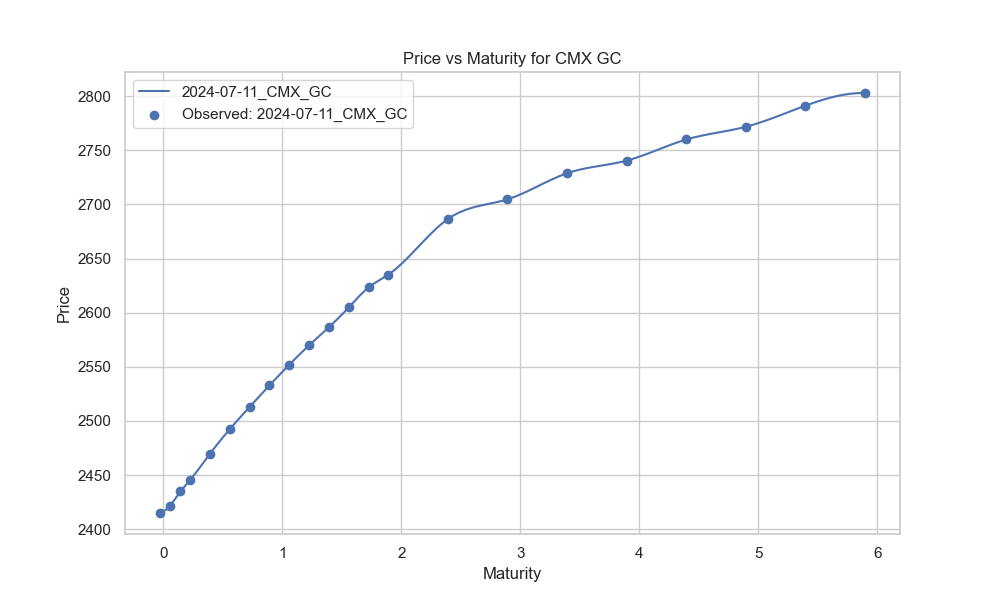 Price vs Maturity for CMX GC
2024-07-11_CMX_GC
Observed: 2024-07-11_CMX_GC
2800
2750
2700
2650
2600
2550
2500
2450
2400
Price
0 1 2 3 4 5 6
Maturity